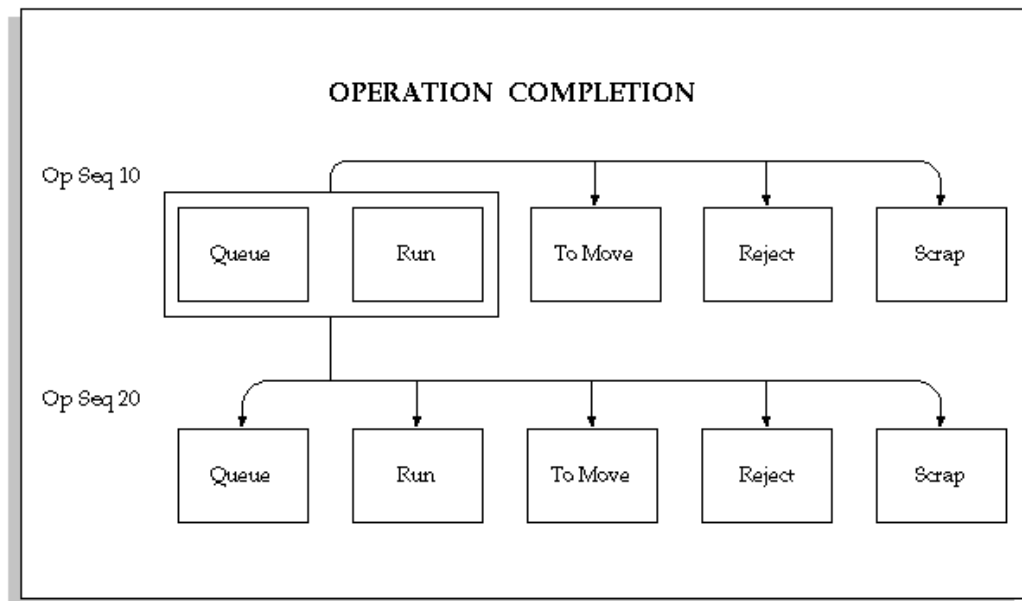 OPERATION COMPLETION
Op Seq 10
Queue
Run
To Move
Reject
Scrap
Op Seq 20
Queue
Run
To Move
Reject
Scrap